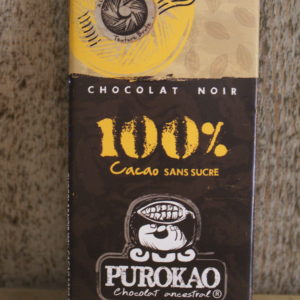 CHOCOLAT NOIR
100%
Cacao SANS SUCRE
PUROKAO
Chocolat ancestral®